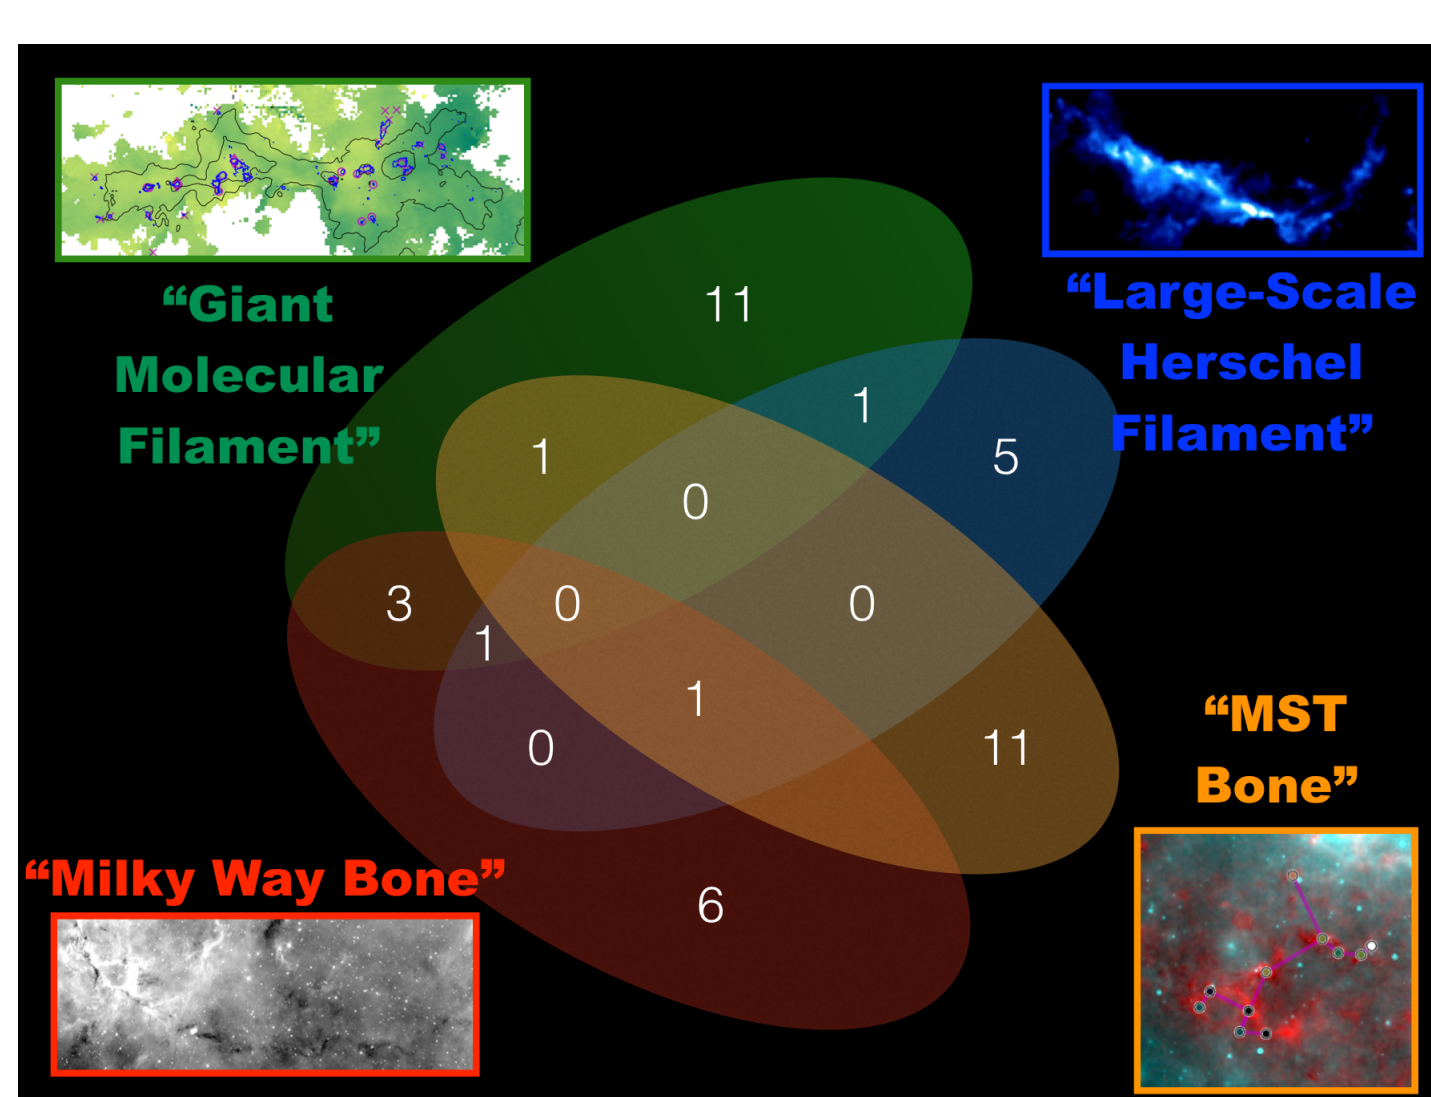 “Giant
Molecular
Filament”
“Large-Scale
Herschel
Filament”
11
1
5
1
0
3
0
0
1
1
0
11
6
“MST
Bone”
“Milky Way Bone”